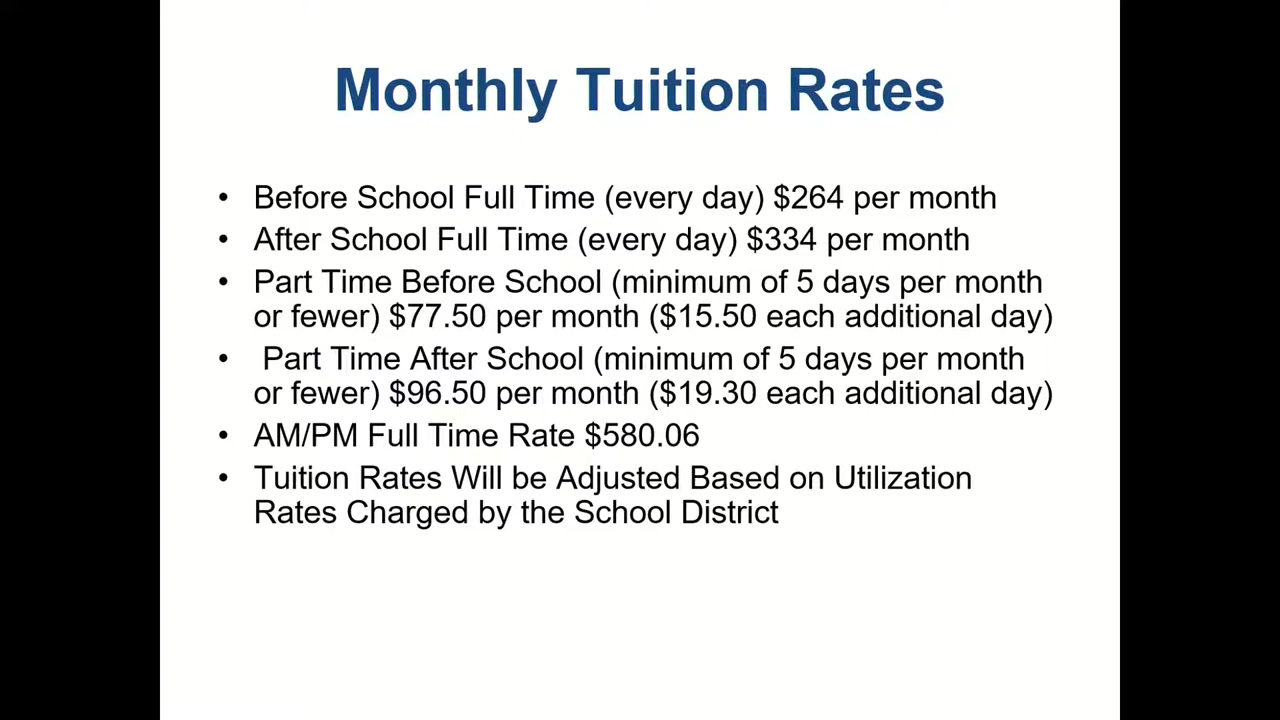 Monthly Tuition Rates
• Before School Full Time (every day) $264 per month
• After School Full Time (every day) $334 per month
• Part Time Before School (minimum of 5 days per month
or fewer) $77.50 per month ($15.50 each additional day)
• Part Time After School (minimum of 5 days per month
or fewer) $96.50 per month ($19.30 each additional day)
• AM/PM Full Time Rate $580.06
• Tuition Rates Will be Adjusted Based on Utilization
Rates Charged by the School District